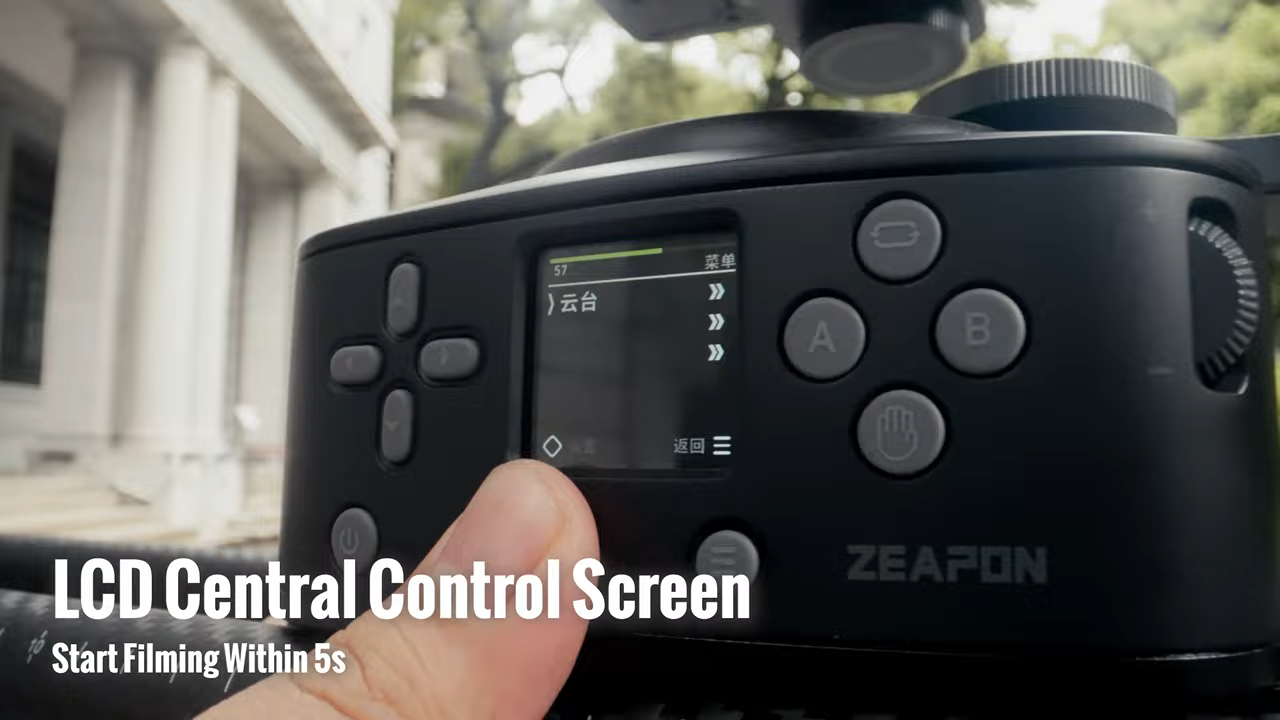 57
菜单
云台
返回
A
B
ZEAPON
LCD Central Control Screen
Start Filming Within 5s